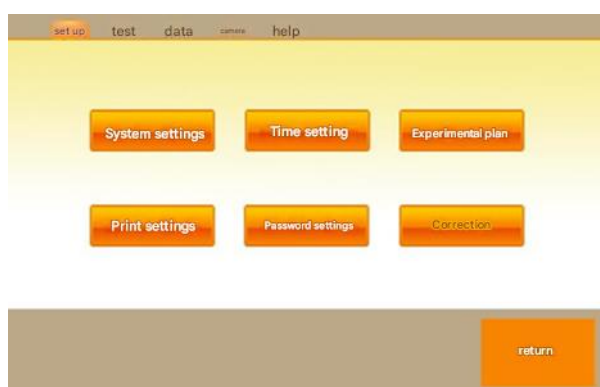 set up test data camera help
System settings Time setting Experimental plan
Print settings Password settings Correction
return